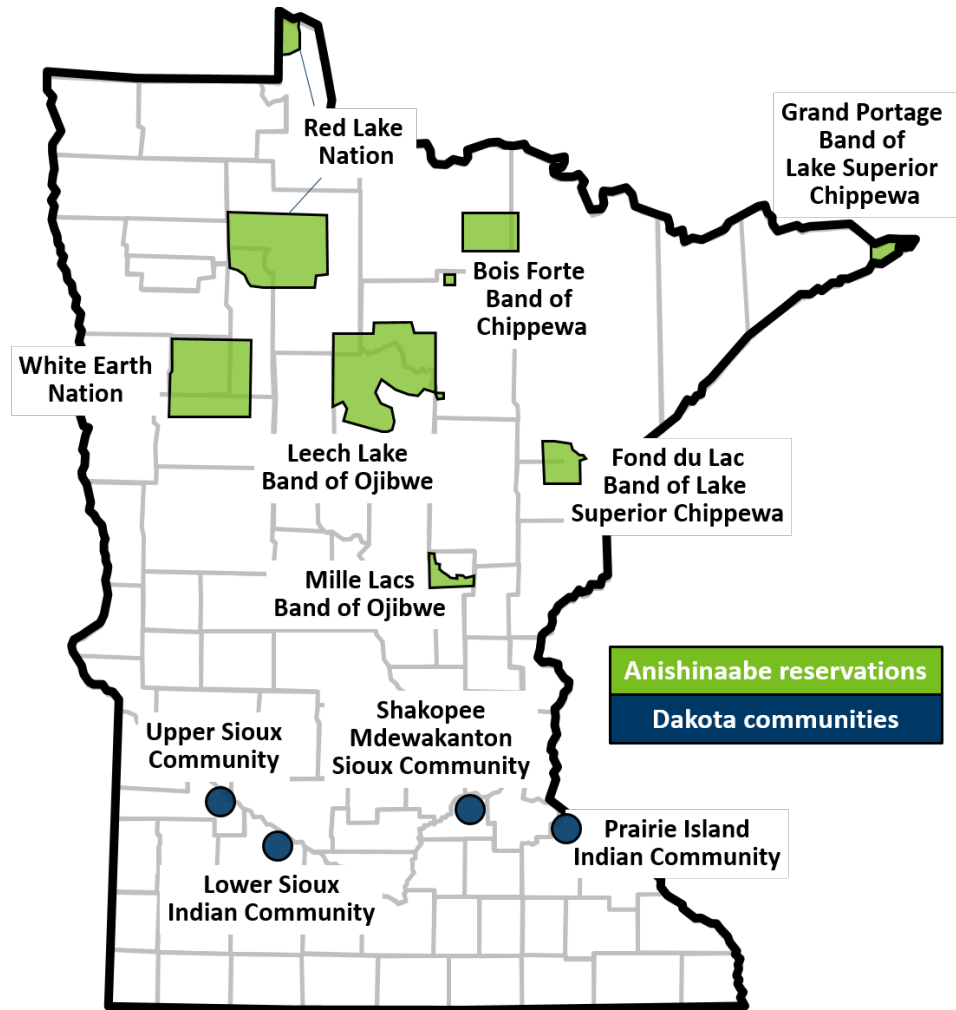 Red Lake
Nation
Grand Portage
Band of
Lake Superior
Chippewa
Bois Forte
Band of
Chippewa
White Earth
Nation
Leech Lake
Band of Ojibwe
Fond du Lac
Band of Lake
Superior Chippewa
Mille Lacs
Band of Ojibwe
Anishinaabe reservations
Dakota communities
Upper Sioux
Community
Shakopee
Mdewakanton
Sioux Community
Prairie Island
Indian Community
Lower Sioux
Indian Community